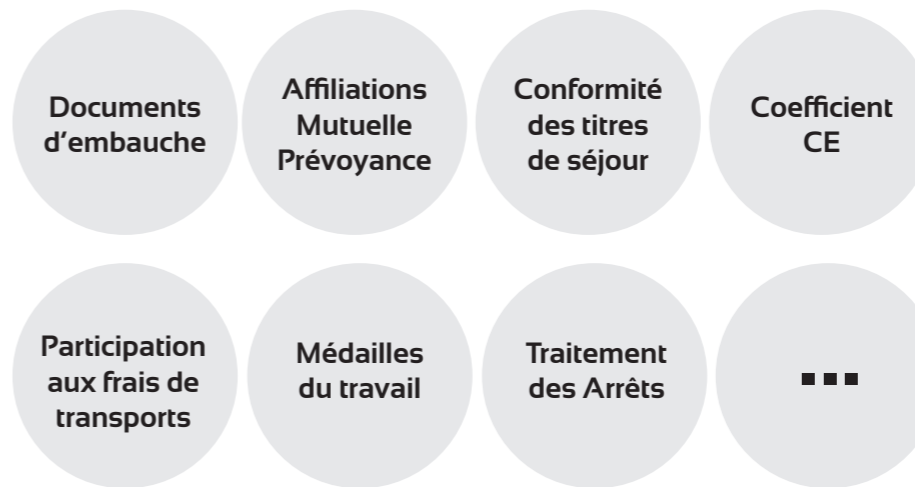 Documents
d'embauche
Affiliations
Mutuelle
Prévoyance
Conformité
des titres
de séjour
Coefficient
CE
Participation
aux frais de
transports
Médailles
du travail
Traitement
des Arrêts
...